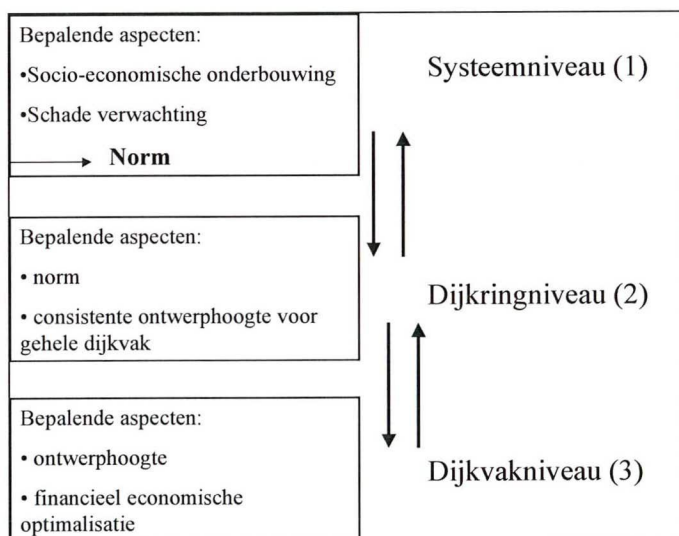 Bepalende aspecten:
•Socio-economische onderbouwing
•Schade verwachting
Norm
Systeemniveau (1)
Bepalende aspecten:
• norm
• consistente ontwerphoogte voor
gehele dijkvak
Dijkringniveau (2)
Bepalende aspecten:
• ontwerphoogte
• financieel economische
optimalisatie
Dijkvakniveau (3)